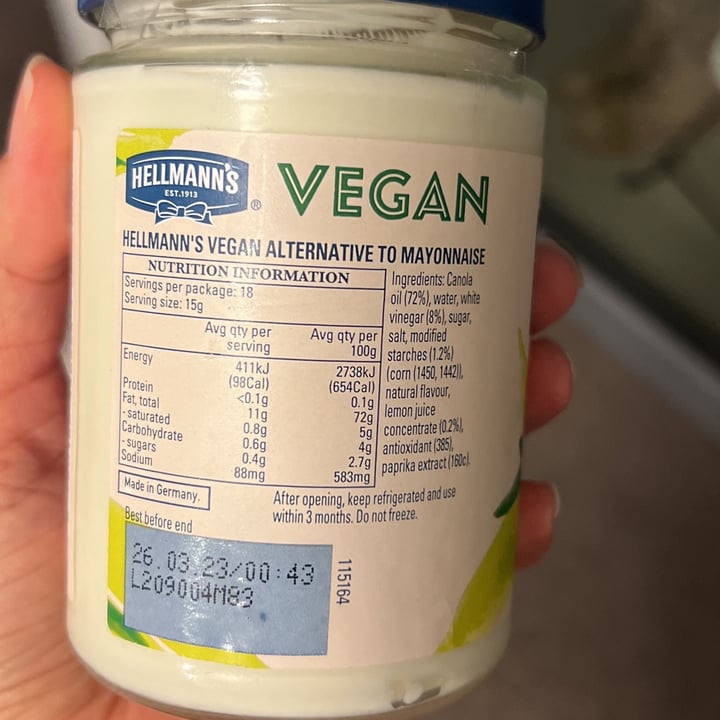 HELLMANN'S
EST.1913
®
VEGAN
HELLMANN'S VEGAN ALTERNATIVE TO MAYONNAISE
NUTRITION INFORMATION
Servings per package: 18
Serving size: 15g
Avg qty per serving Avg qty per 100g
Energy 411kJ 2738kJ
(98Cal) (654Cal)
Protein <0.1g 0.1g
Fat, total 11g 72g
- saturated 0.8g 5g
Carbohydrate 0.6g 4g
- sugars 0.4g 2.7g
Sodium 88mg 583mg
Ingredients: Canola
oil (72%), water, white
vinegar (8%), sugar,
salt, modified
starches (1.2%)
(corn (1450, 1442)),
natural flavour,
lemon juice
concentrate (0.2%),
antioxidant (385),
paprika extract (160c).
Made in Germany.
After opening, keep refrigerated and use
within 3 months. Do not freeze.
Best before end
26.03.23/00:43
L209004M83
115164